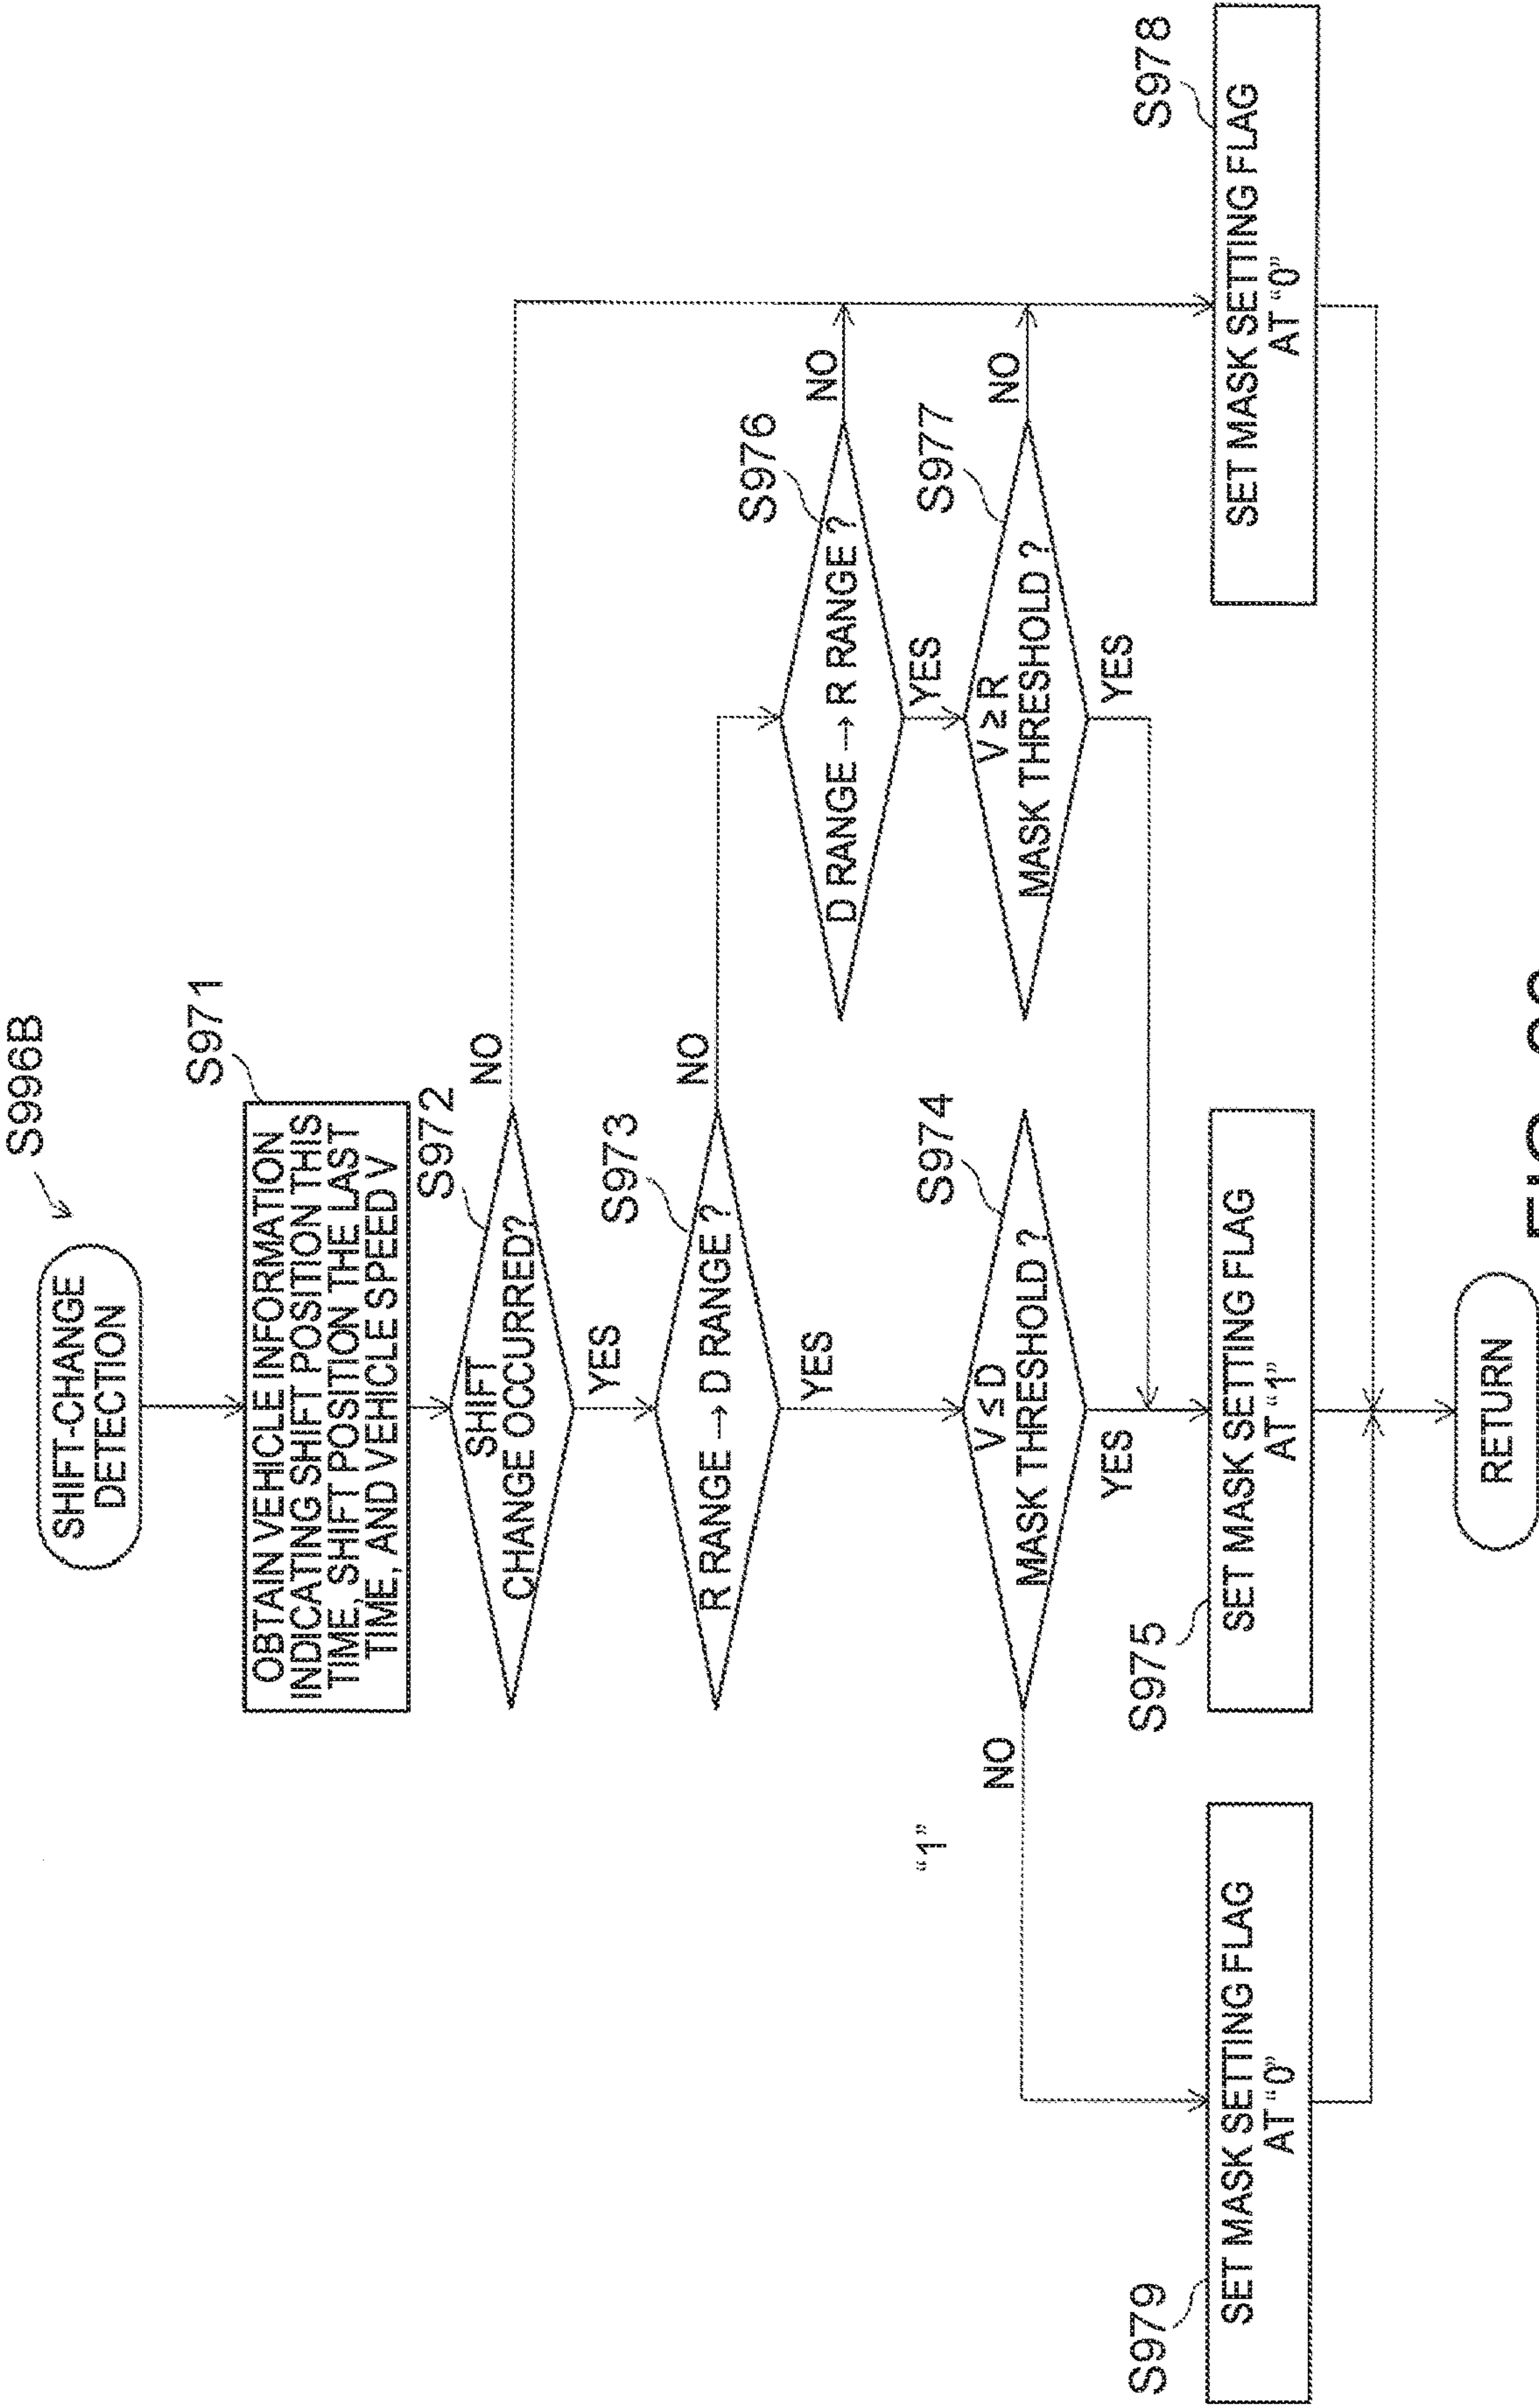 S996B
SHIFT-CHANGE
DETECTION
S971
OBTAIN VEHICLE INFORMATION
INDICATING SHIFT POSITION THIS
TIME, SHIFT POSITION THE LAST
TIME, AND VEHICLE SPEED V
S972
SHIFT
CHANGE OCCURRED?
NO
YES
S973
R RANGE → D RANGE ?
NO
YES
S976
D RANGE → R RANGE ?
NO
YES
S974
V ≤ D
MASK THRESHOLD ?
NO
YES
"1"
S977
V ≥ R
MASK THRESHOLD ?
NO
YES
S979
SET MASK SETTING FLAG
AT "0"
S975
SET MASK SETTING FLAG
AT "1"
S978
SET MASK SETTING FLAG
AT "0"
RETURN
FIG.